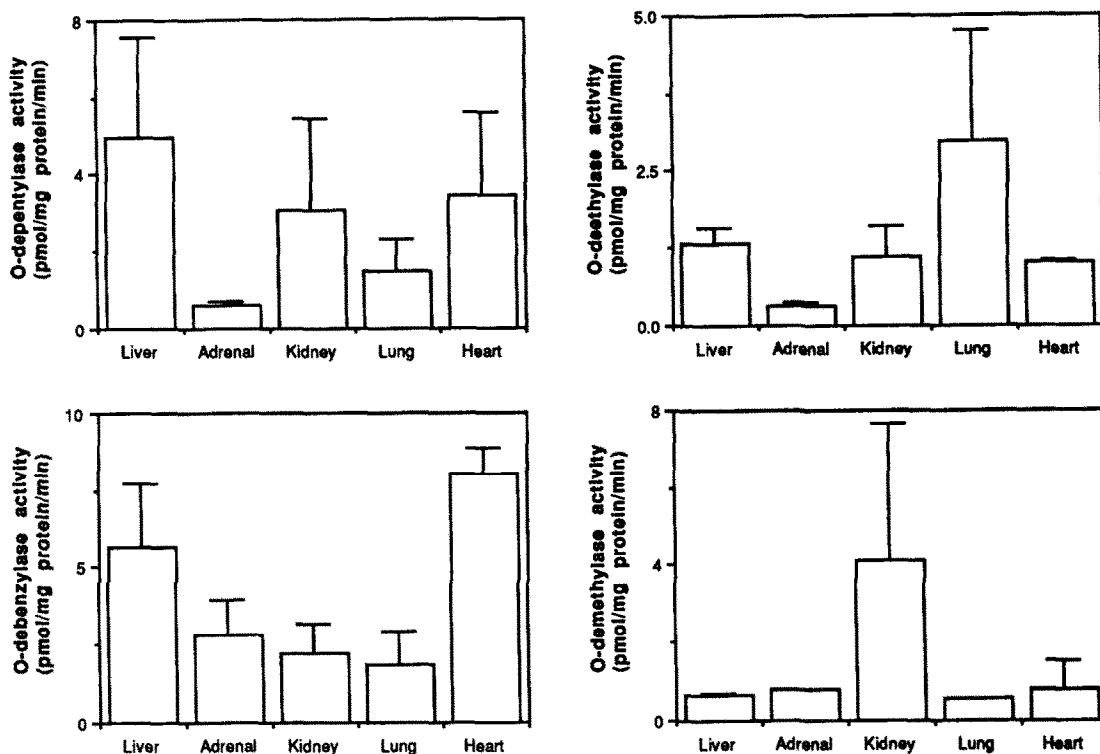 O-depentylase activity
(pmol/mg protein/min)
8
4
0
Liver Adrenal Kidney Lung Heart
O-deethylase activity
(pmol/mg protein/min)
5.0
2.5
0.0
Liver Adrenal Kidney Lung Heart
O-debenzylase activity
(pmol/mg protein/min)
10
5
0
Liver Adrenal Kidney Lung Heart
O-demethylase activity
(pmol/mg protein/min)
8
4
0
Liver Adrenal Kidney Lung Heart